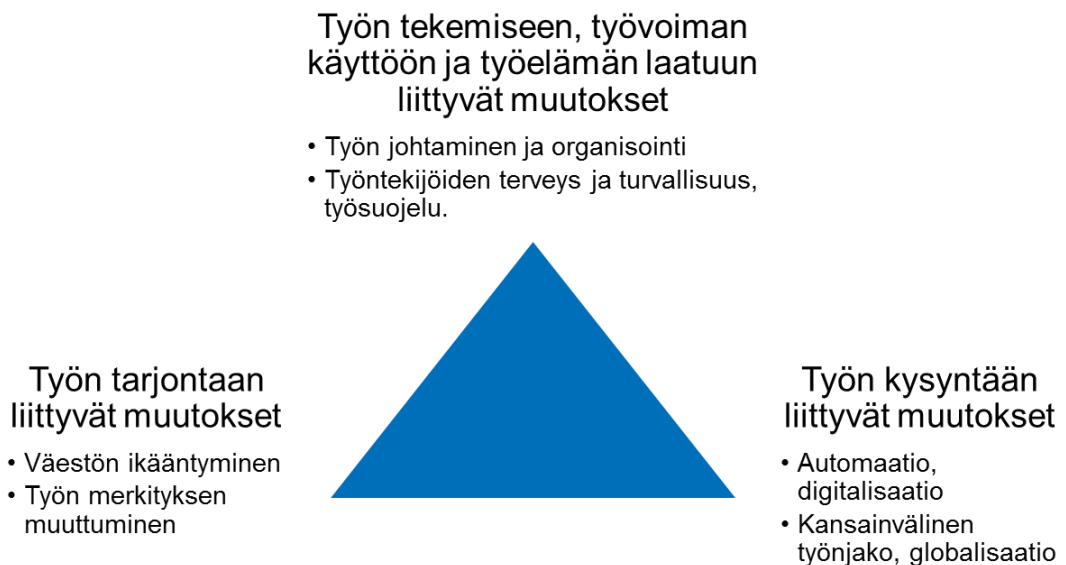 Työn tekemiseen, työvoiman
käyttöön ja työelämän laatuun
liittyvät muutokset
• Työn johtaminen ja organisointi
• Työntekijöiden terveys ja turvallisuus,
työsuojelu.
Työn tarjontaan
liittyvät muutokset
• Väestön ikääntyminen
• Työn merkityksen
muuttuminen
Työn kysyntään
liittyvät muutokset
• Automaatio,
digitalisaatio
• Kansainvälinen
työnjako, globalisaatio